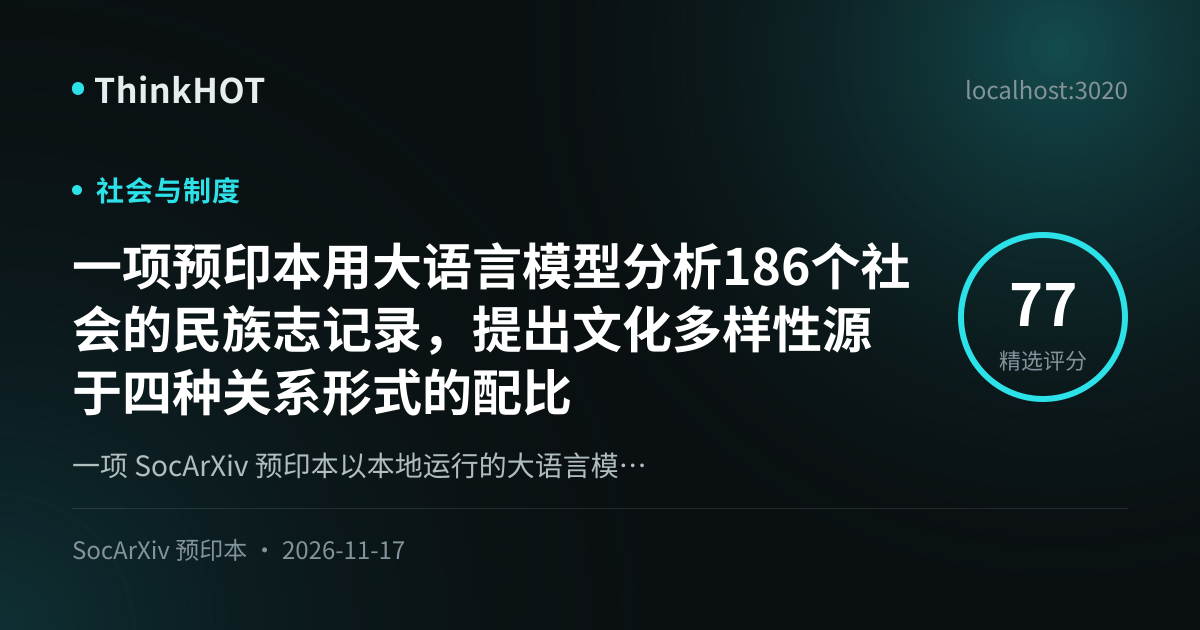 ThinkHOT
localhost:3020
社会与制度
一项预印本用大语言模型分析186个社
会的民族志记录，提出文化多样性源
于四种关系形式的配比
77
精选评分
一项 SocArXiv 预印本以本地运行的大语言模…
SocArXiv 预印本 · 2026-11-17